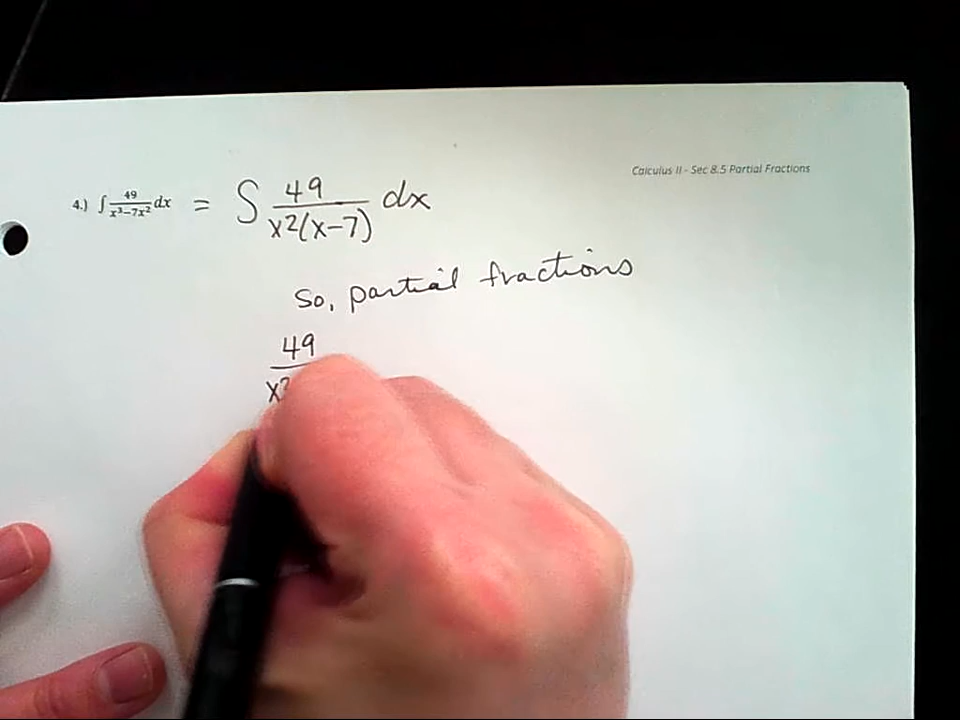 Calculus II - Sec 8.5 Partial Fractions
4.) ∫ 49/(x³−7x²) dx = ∫ 49/(x2(x−7)) dx
so, partial fractions
49
x2